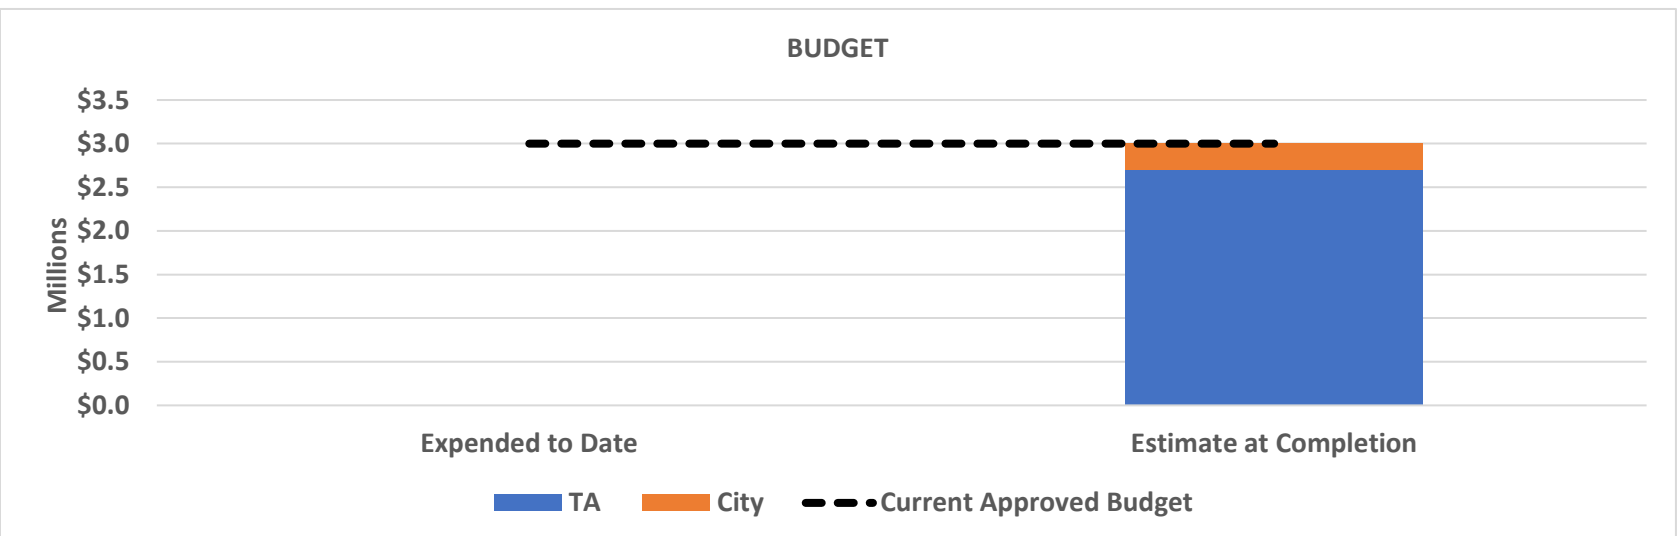 BUDGET
$3.5
$3.0
$2.5
$2.0
$1.5
$1.0
$0.5
$0.0
Millions
Expended to Date
Estimate at Completion
TA
City
Current Approved Budget